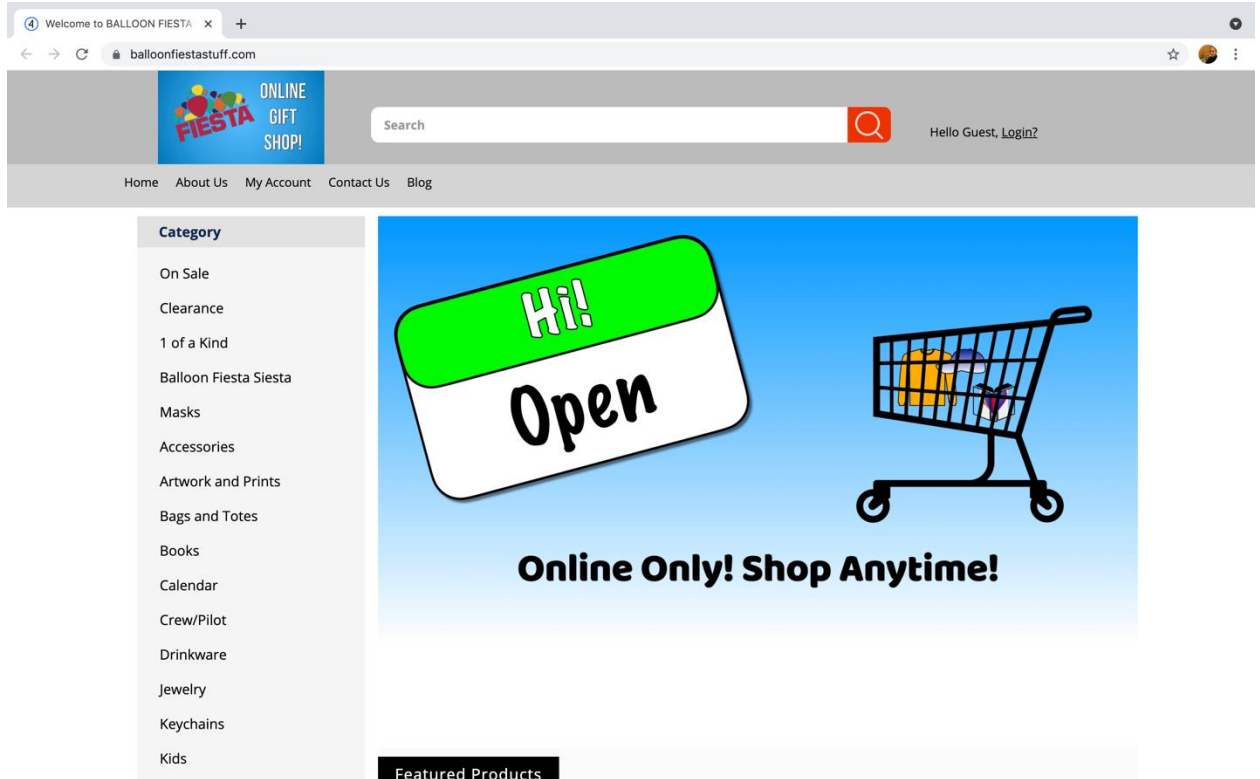 4 Welcome to BALLOON FIESTA
balloonfiestastuff.com
FIESTA
ONLINE
GIFT
SHOP!
Search
Hello Guest, Login?
Home About Us My Account Contact Us Blog
Category
On Sale
Clearance
1 of a Kind
Balloon Fiesta Siesta
Masks
Accessories
Artwork and Prints
Bags and Totes
Books
Calendar
Crew/Pilot
Drinkware
Jewelry
Keychains
Kids
Hi!
Open
Online Only! Shop Anytime!
Featured Products